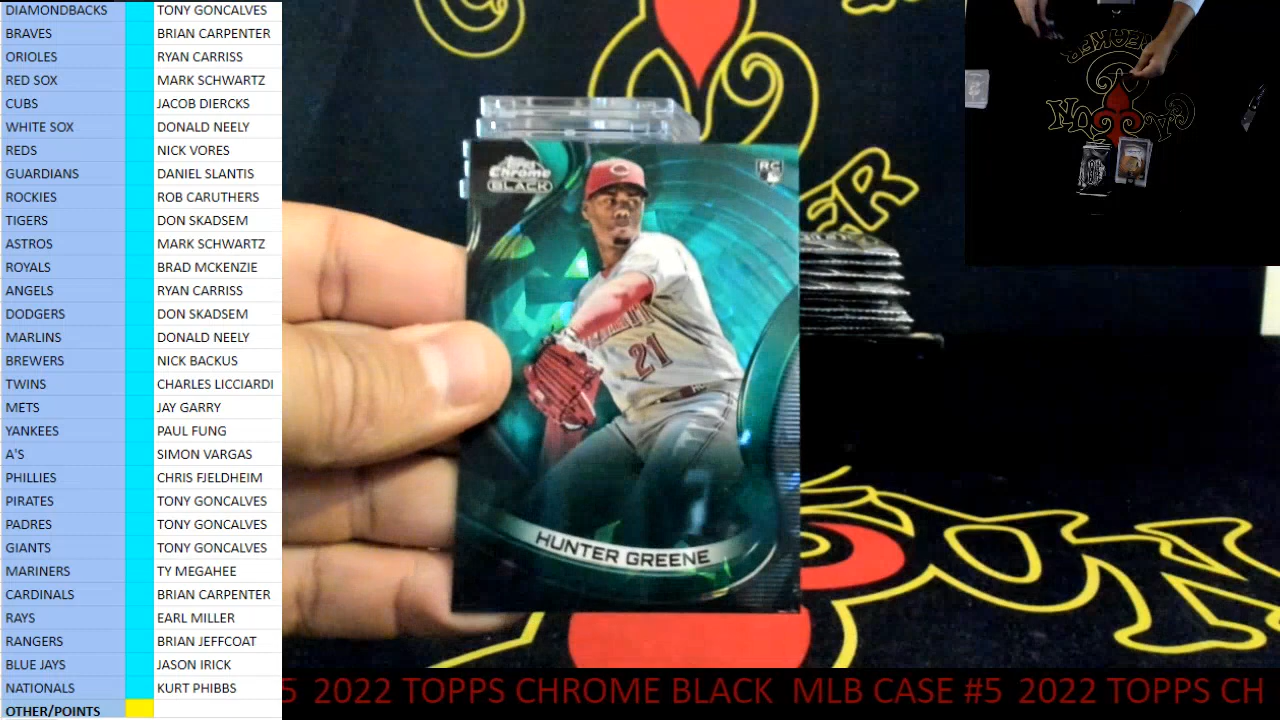 DIAMONDBACKS TONY GONCALVES
BRAVES BRIAN CARPENTER
ORIOLES RYAN CARRISS
RED SOX MARK SCHWARTZ
CUBS JACOB DIERCKS
WHITE SOX DONALD NEELY
REDS NICK VORES
GUARDIANS DANIEL SLANTIS
ROCKIES ROB CARUTHERS
TIGERS DON SKADSEM
ASTROS MARK SCHWARTZ
ROYALS BRAD MCKENZIE
ANGELS RYAN CARRISS
DODGERS DON SKADSEM
MARLINS DONALD NEELY
BREWERS NICK BACKUS
TWINS CHARLES LICCIARDI
METS JAY GARRY
YANKEES PAUL FUNG
A'S SIMON VARGAS
PHILLIES CHRIS FJELDHEIM
PIRATES TONY GONCALVES
PADRES TONY GONCALVES
GIANTS TONY GONCALVES
MARINERS TY MEGAHEE
CARDINALS BRIAN CARPENTER
RAYS EARL MILLER
RANGERS BRIAN JEFFCOAT
BLUE JAYS JASON IRICK
NATIONALS KURT PHIBBS
OTHER/POINTS
Topps
Chrome
BLACK
RC
21
HUNTER GREENE
ER
5 2022 TOPPS CHROME BLACK MLB CASE #5 2022 TOPPS CH